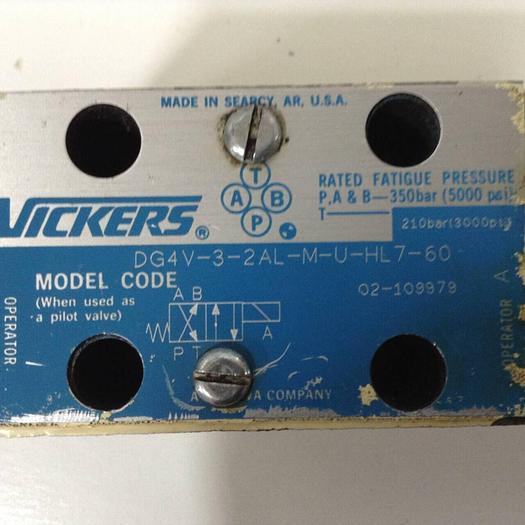 MADE IN SEARCY, AR, U.S.A.
T
A B
P
RATED FATIGUE PRESSURE
P,A & B—350bar (5000 psi)
T—
210bar(3000psi)
VICKERS®
DG4V-3-2AL-M-U-HL7-60
MODEL CODE
(When used as
a pilot valve)
02-109979
A B
P T
A
OPERATOR
OPERATOR A
COMPANY